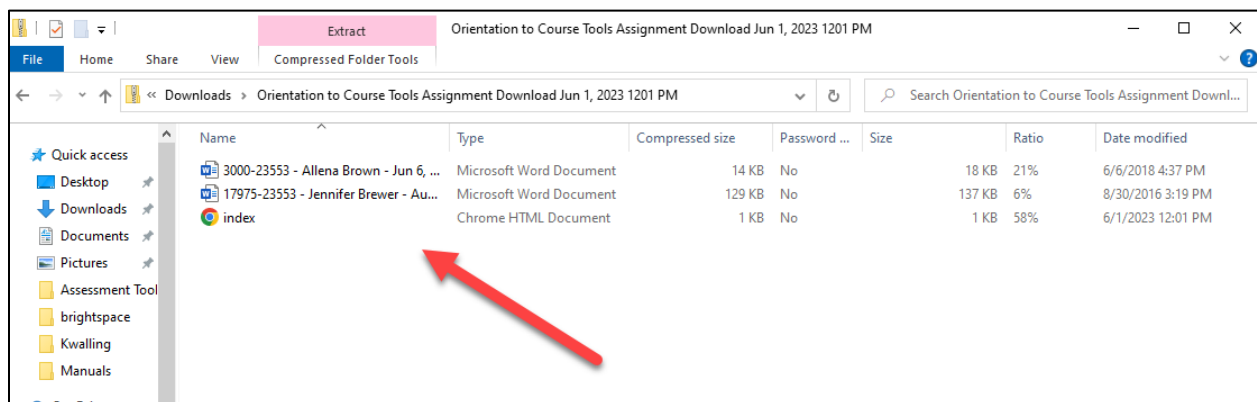 Extract
Orientation to Course Tools Assignment Download Jun 1, 2023 1201 PM
File Home Share View Compressed Folder Tools
« Downloads › Orientation to Course Tools Assignment Download Jun 1, 2023 1201 PM
Search Orientation to Course Tools Assignment Downl...
Name Type Compressed size Password ... Size Ratio Date modified
Quick access
Desktop
Downloads
Documents
Pictures
Assessment Tool
brightspace
Kwalling
Manuals
3000-23553 - Allena Brown - Jun 6, ... Microsoft Word Document 14 KB No 18 KB 21% 6/6/2018 4:37 PM
17975-23553 - Jennifer Brewer - Au... Microsoft Word Document 129 KB No 137 KB 6% 8/30/2016 3:19 PM
index Chrome HTML Document 1 KB No 1 KB 58% 6/1/2023 12:01 PM